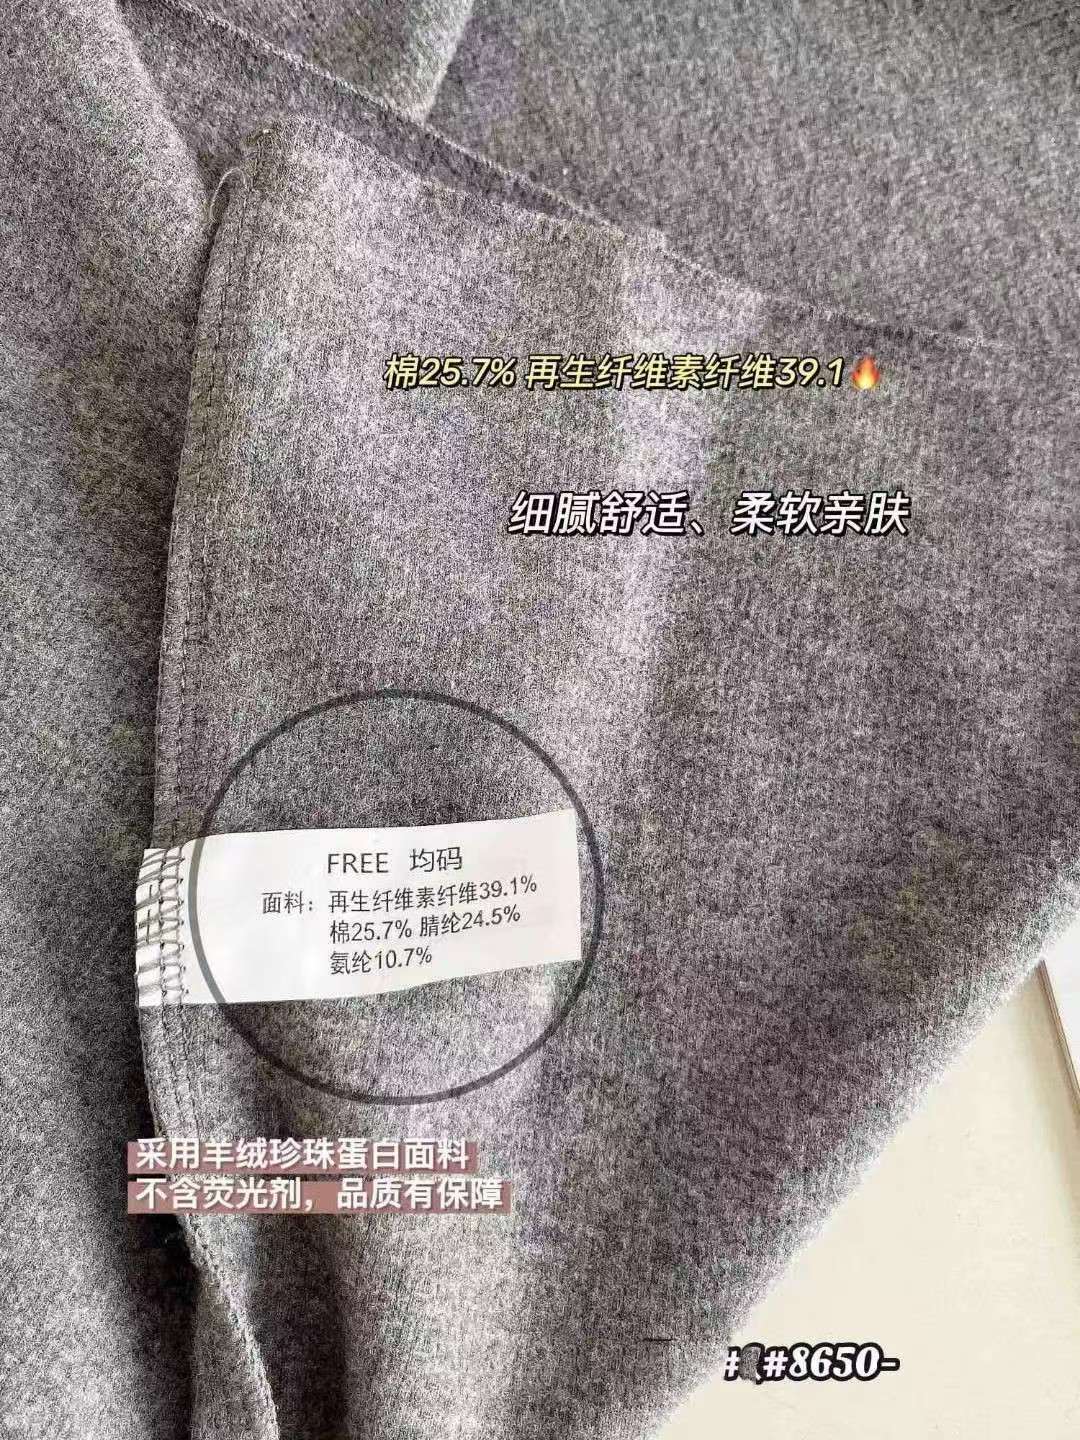 棉25.7% 再生纤维素纤维39.1🔥
细腻舒适、柔软亲肤
FREE 均码
面料：再生纤维素纤维39.1%
棉25.7% 腈纶24.5%
氨纶10.7%
采用羊绒珍珠蛋白面料
不含荧光剂，品质有保障
##8650-